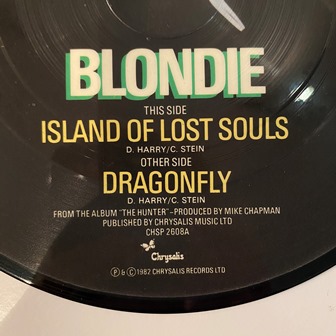 BLONDIE
THIS SIDE
ISLAND OF LOST SOULS
D. HARRY/C. STEIN
OTHER SIDE
DRAGONFLY
D. HARRY/C. STEIN
FROM THE ALBUM "THE HUNTER"-PRODUCED BY MIKE CHAPMAN
PUBLISHED BY CHRYSALIS MUSIC LTD
CHSP 2608A
Chrysalis
Ⓟ & Ⓒ 1982 CHRYSALIS RECORDS LTD